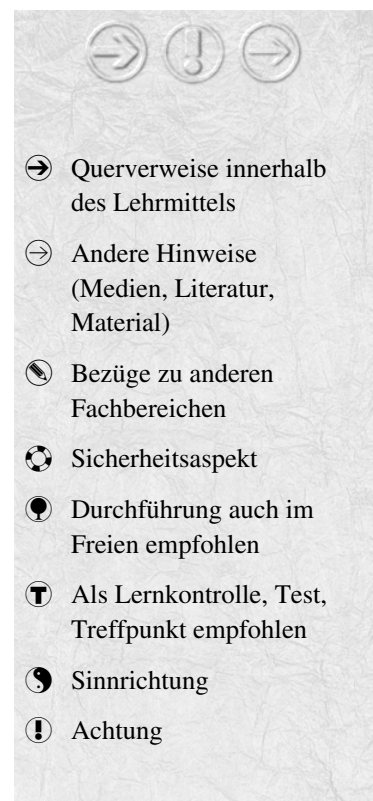 Querverweise innerhalb
des Lehrmittels
Andere Hinweise
(Medien, Literatur,
Material)
Bezüge zu anderen
Fachbereichen
Sicherheitsaspekt
Durchführung auch im
Freien empfohlen
T Als Lernkontrolle, Test,
Treffpunkt empfohlen
Sinnrichtung
! Achtung